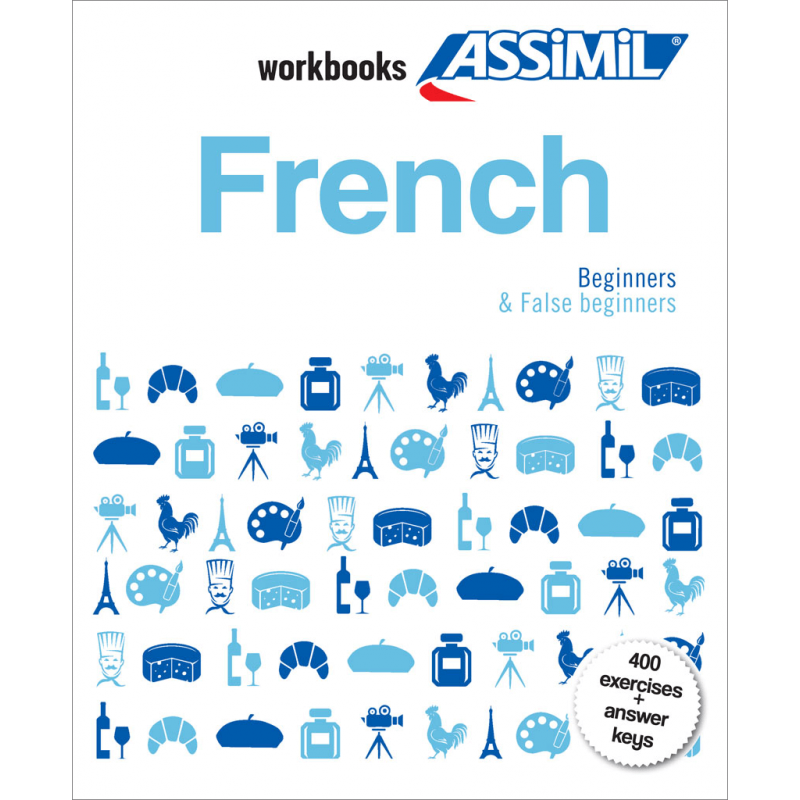 workbooks ASSiMiL®
French
Beginners
& False beginners
400
exercises
+
answer
keys